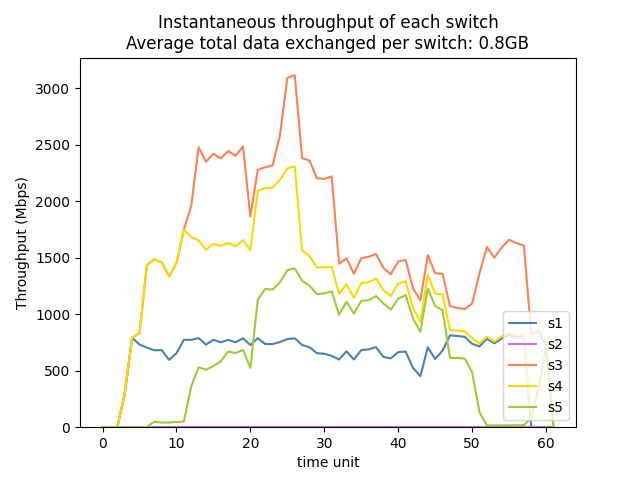 Instantaneous throughput of each switch
Average total data exchanged per switch: 0.8GB
Throughput (Mbps)
3000
2500
2000
1500
1000
500
0
0 10 20 30 40 50 60
time unit
s1
s2
s3
s4
s5